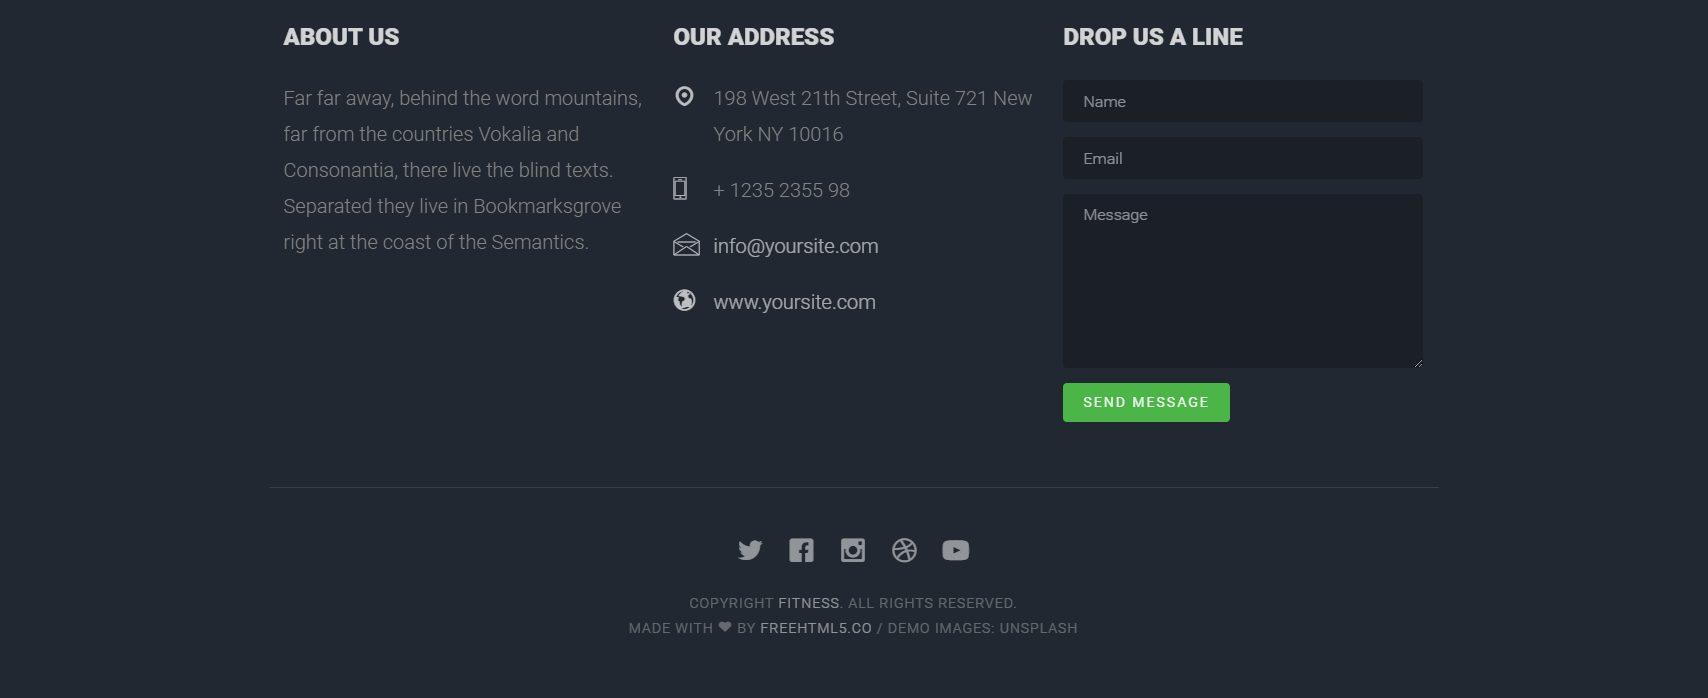 ABOUT US
Far far away, behind the word mountains,
far from the countries Vokalia and
Consonantia, there live the blind texts.
Separated they live in Bookmarksgrove
right at the coast of the Semantics.
OUR ADDRESS
198 West 21th Street, Suite 721 New
York NY 10016
+ 1235 2355 98
info@yoursite.com
www.yoursite.com
DROP US A LINE
Name
Email
Message
SEND MESSAGE
COPYRIGHT FITNESS. ALL RIGHTS RESERVED.
MADE WITH ❤ BY FREEHTML5.CO / DEMO IMAGES: UNSPLASH